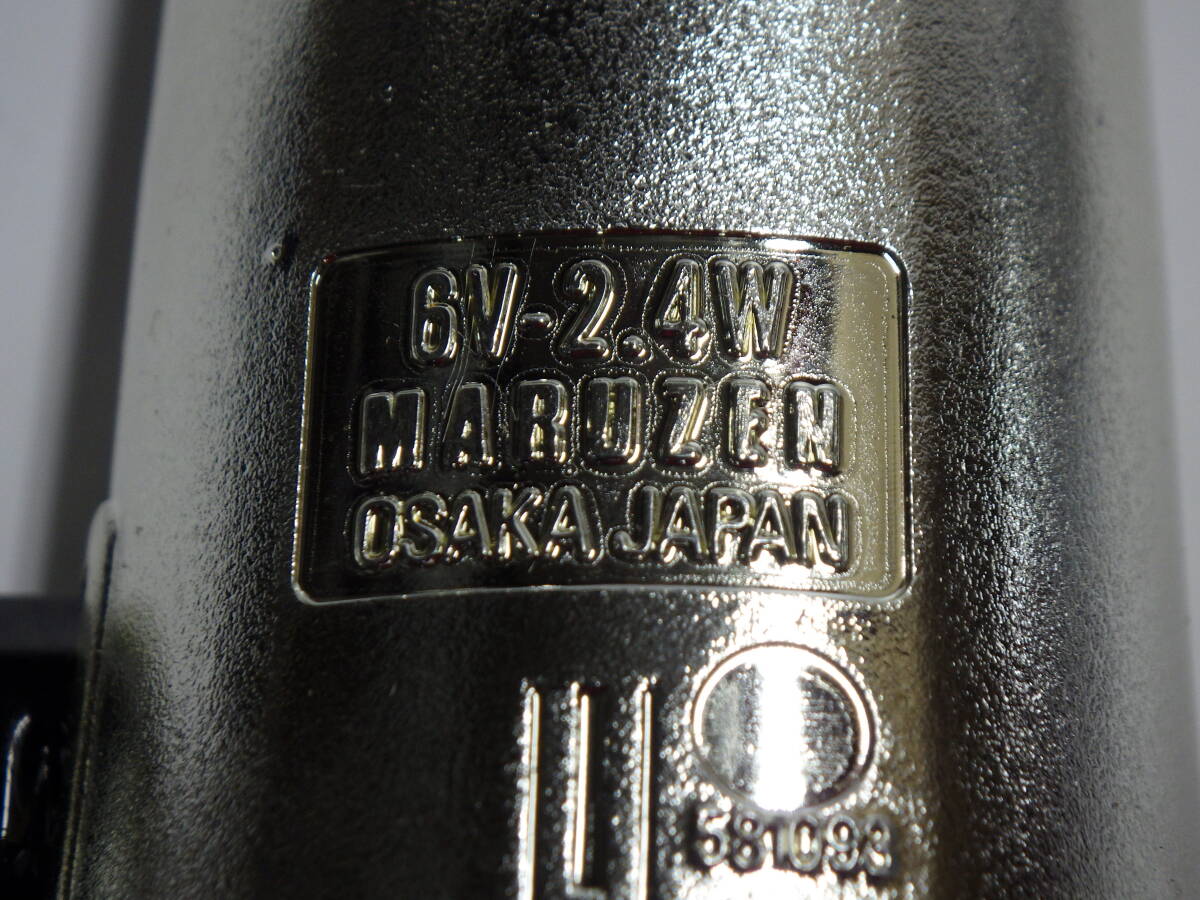 6V-2.4W
MARUZEN
OSAKA JAPAN
581093